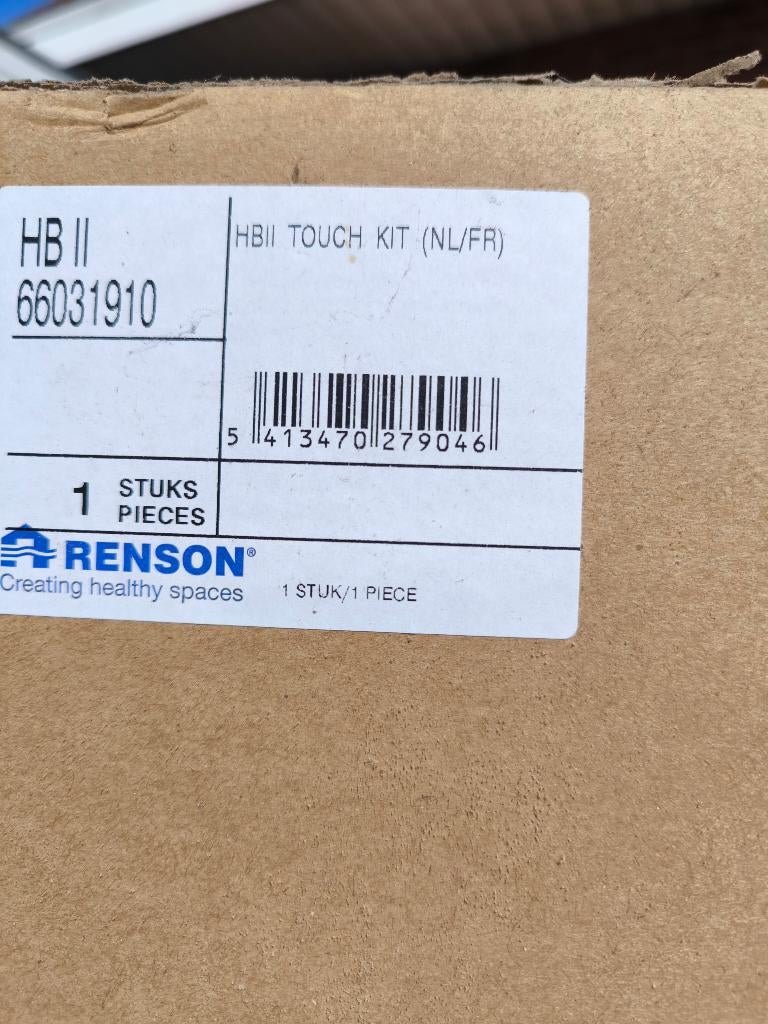 HB II
66031910
HBII TOUCH KIT (NL/FR)
5 413470 279046
1 STUKS
PIECES
RENSON®
Creating healthy spaces
1 STUK/1 PIECE